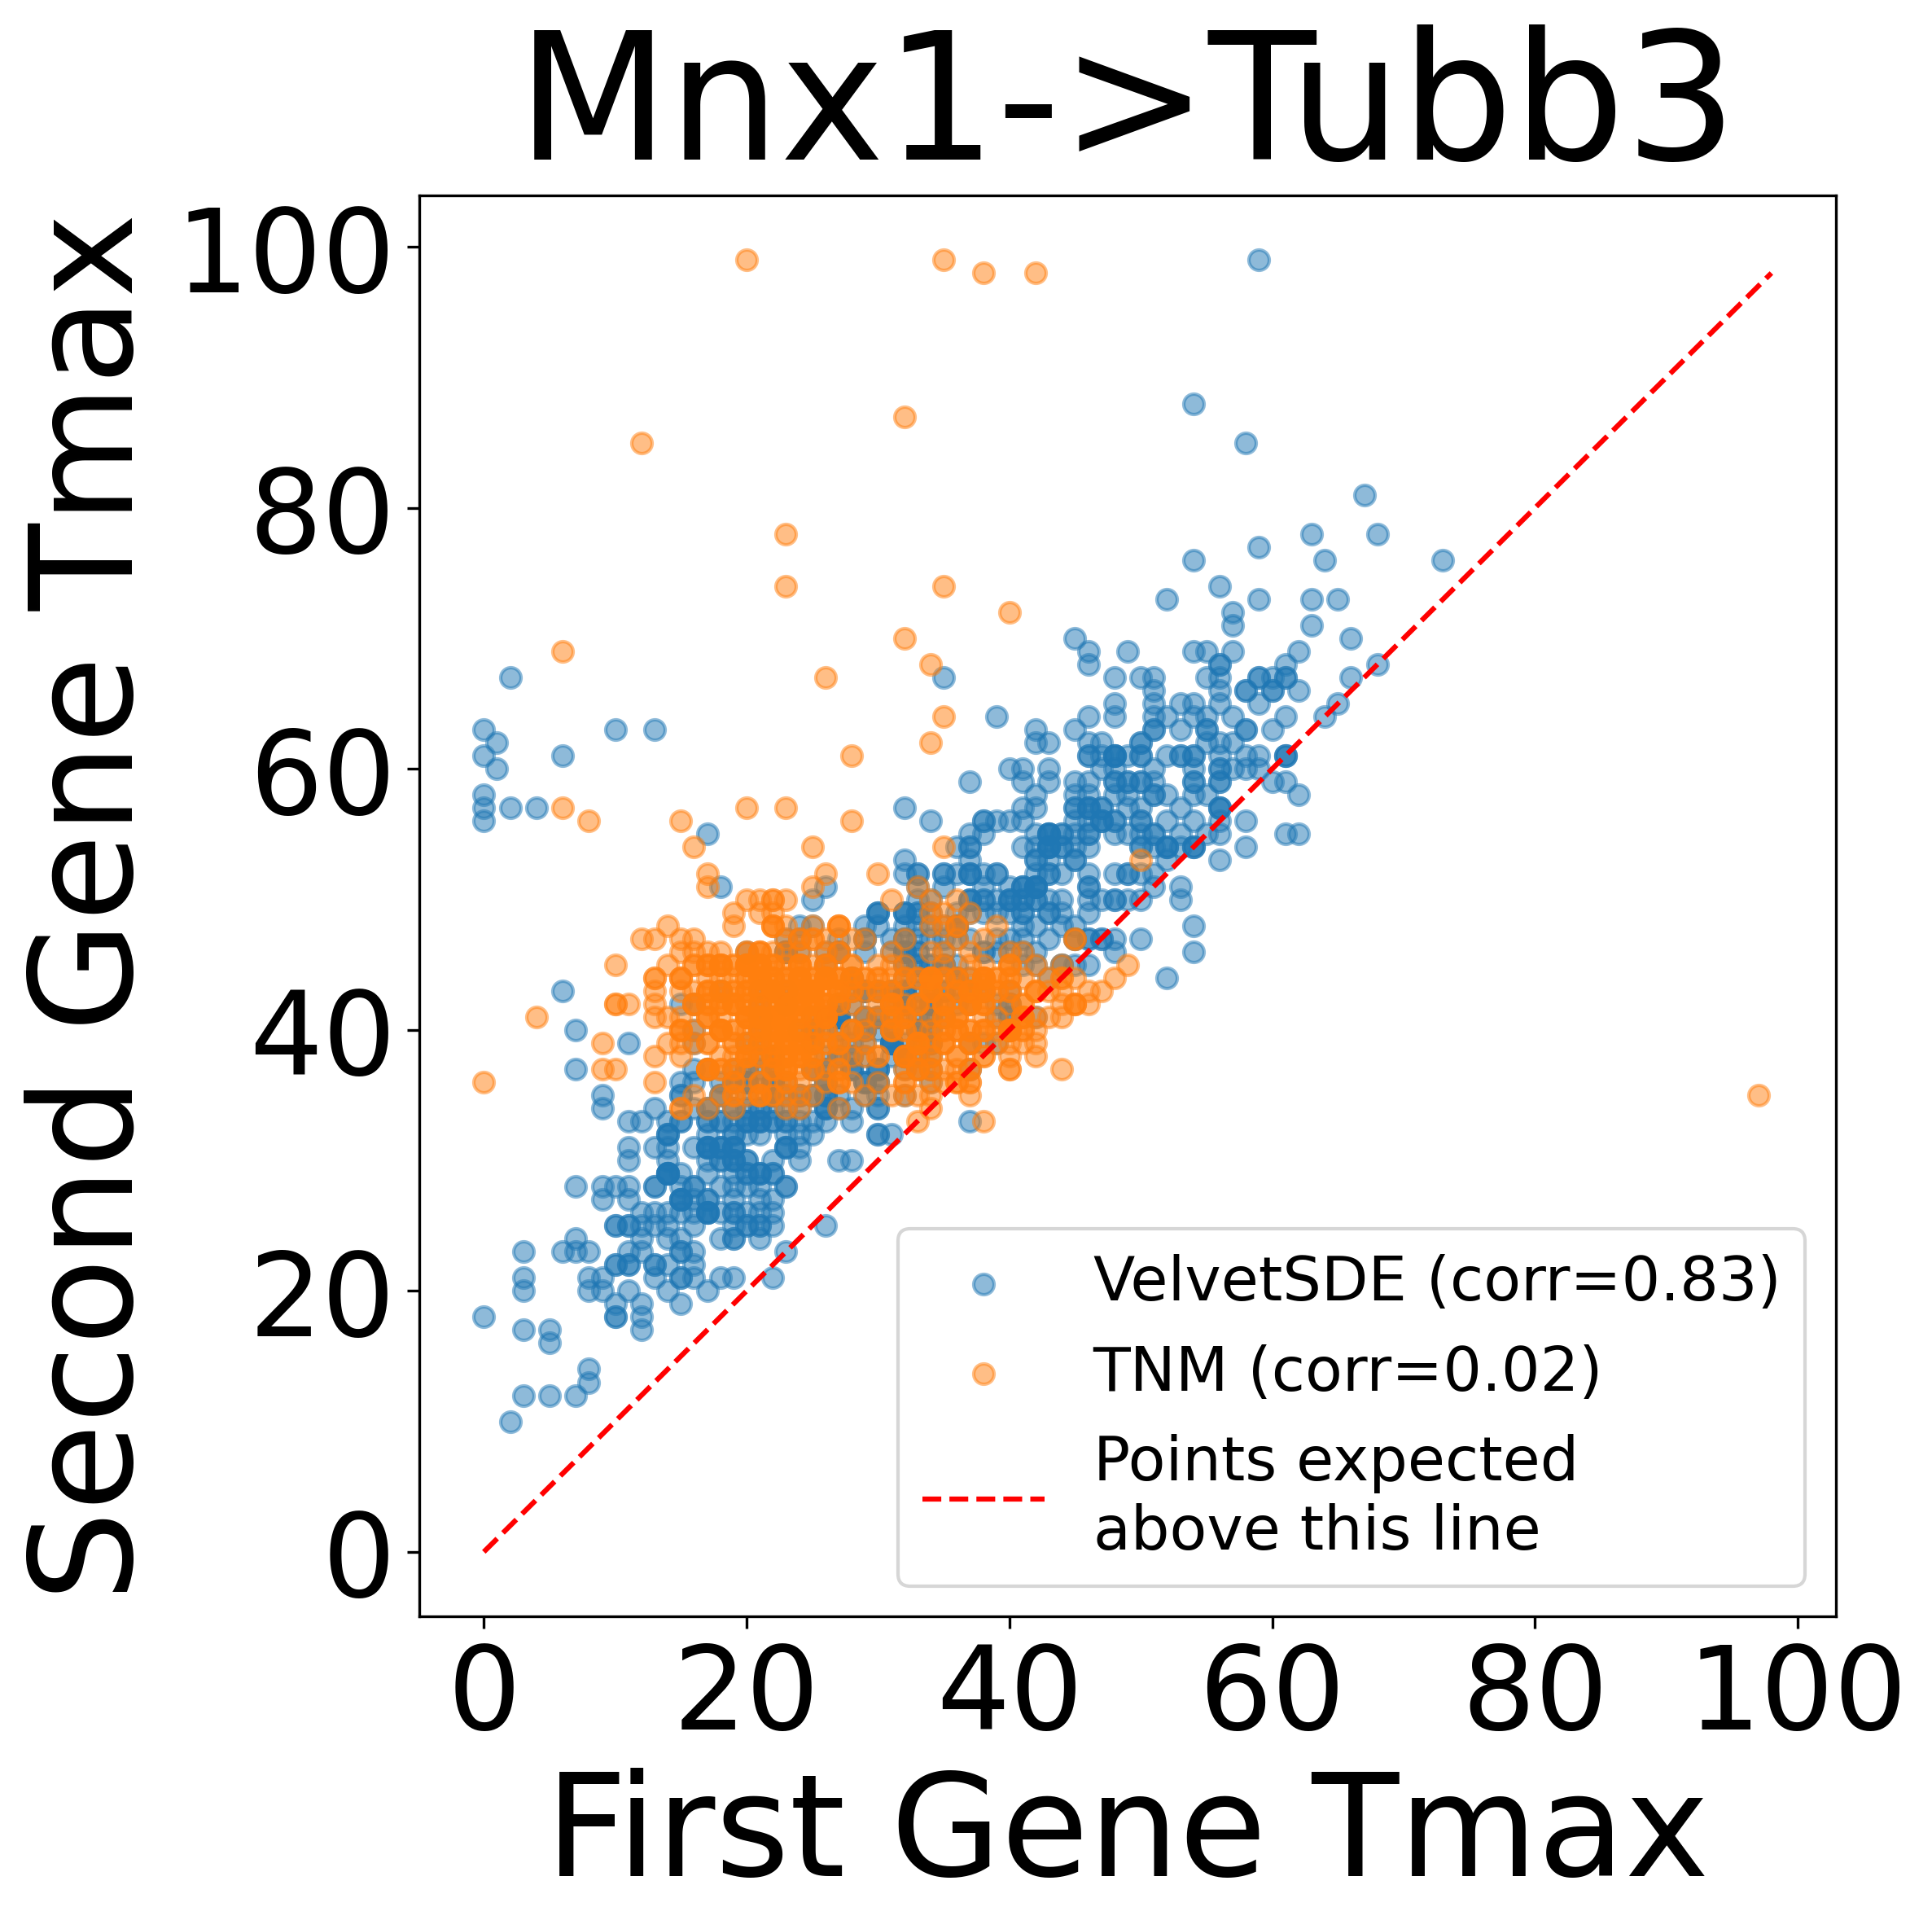 Mnx1->Tubb3
Second Gene Tmax
100
80
60
40
20
0
VelvetSDE (corr=0.83)
TNM (corr=0.02)
Points expected
above this line
0 20 40 60 80 100
First Gene Tmax